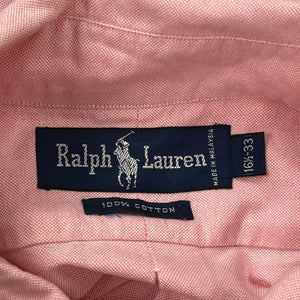 Ralph Lauren
MADE IN MALAYSIA
16½-33
100% COTTON